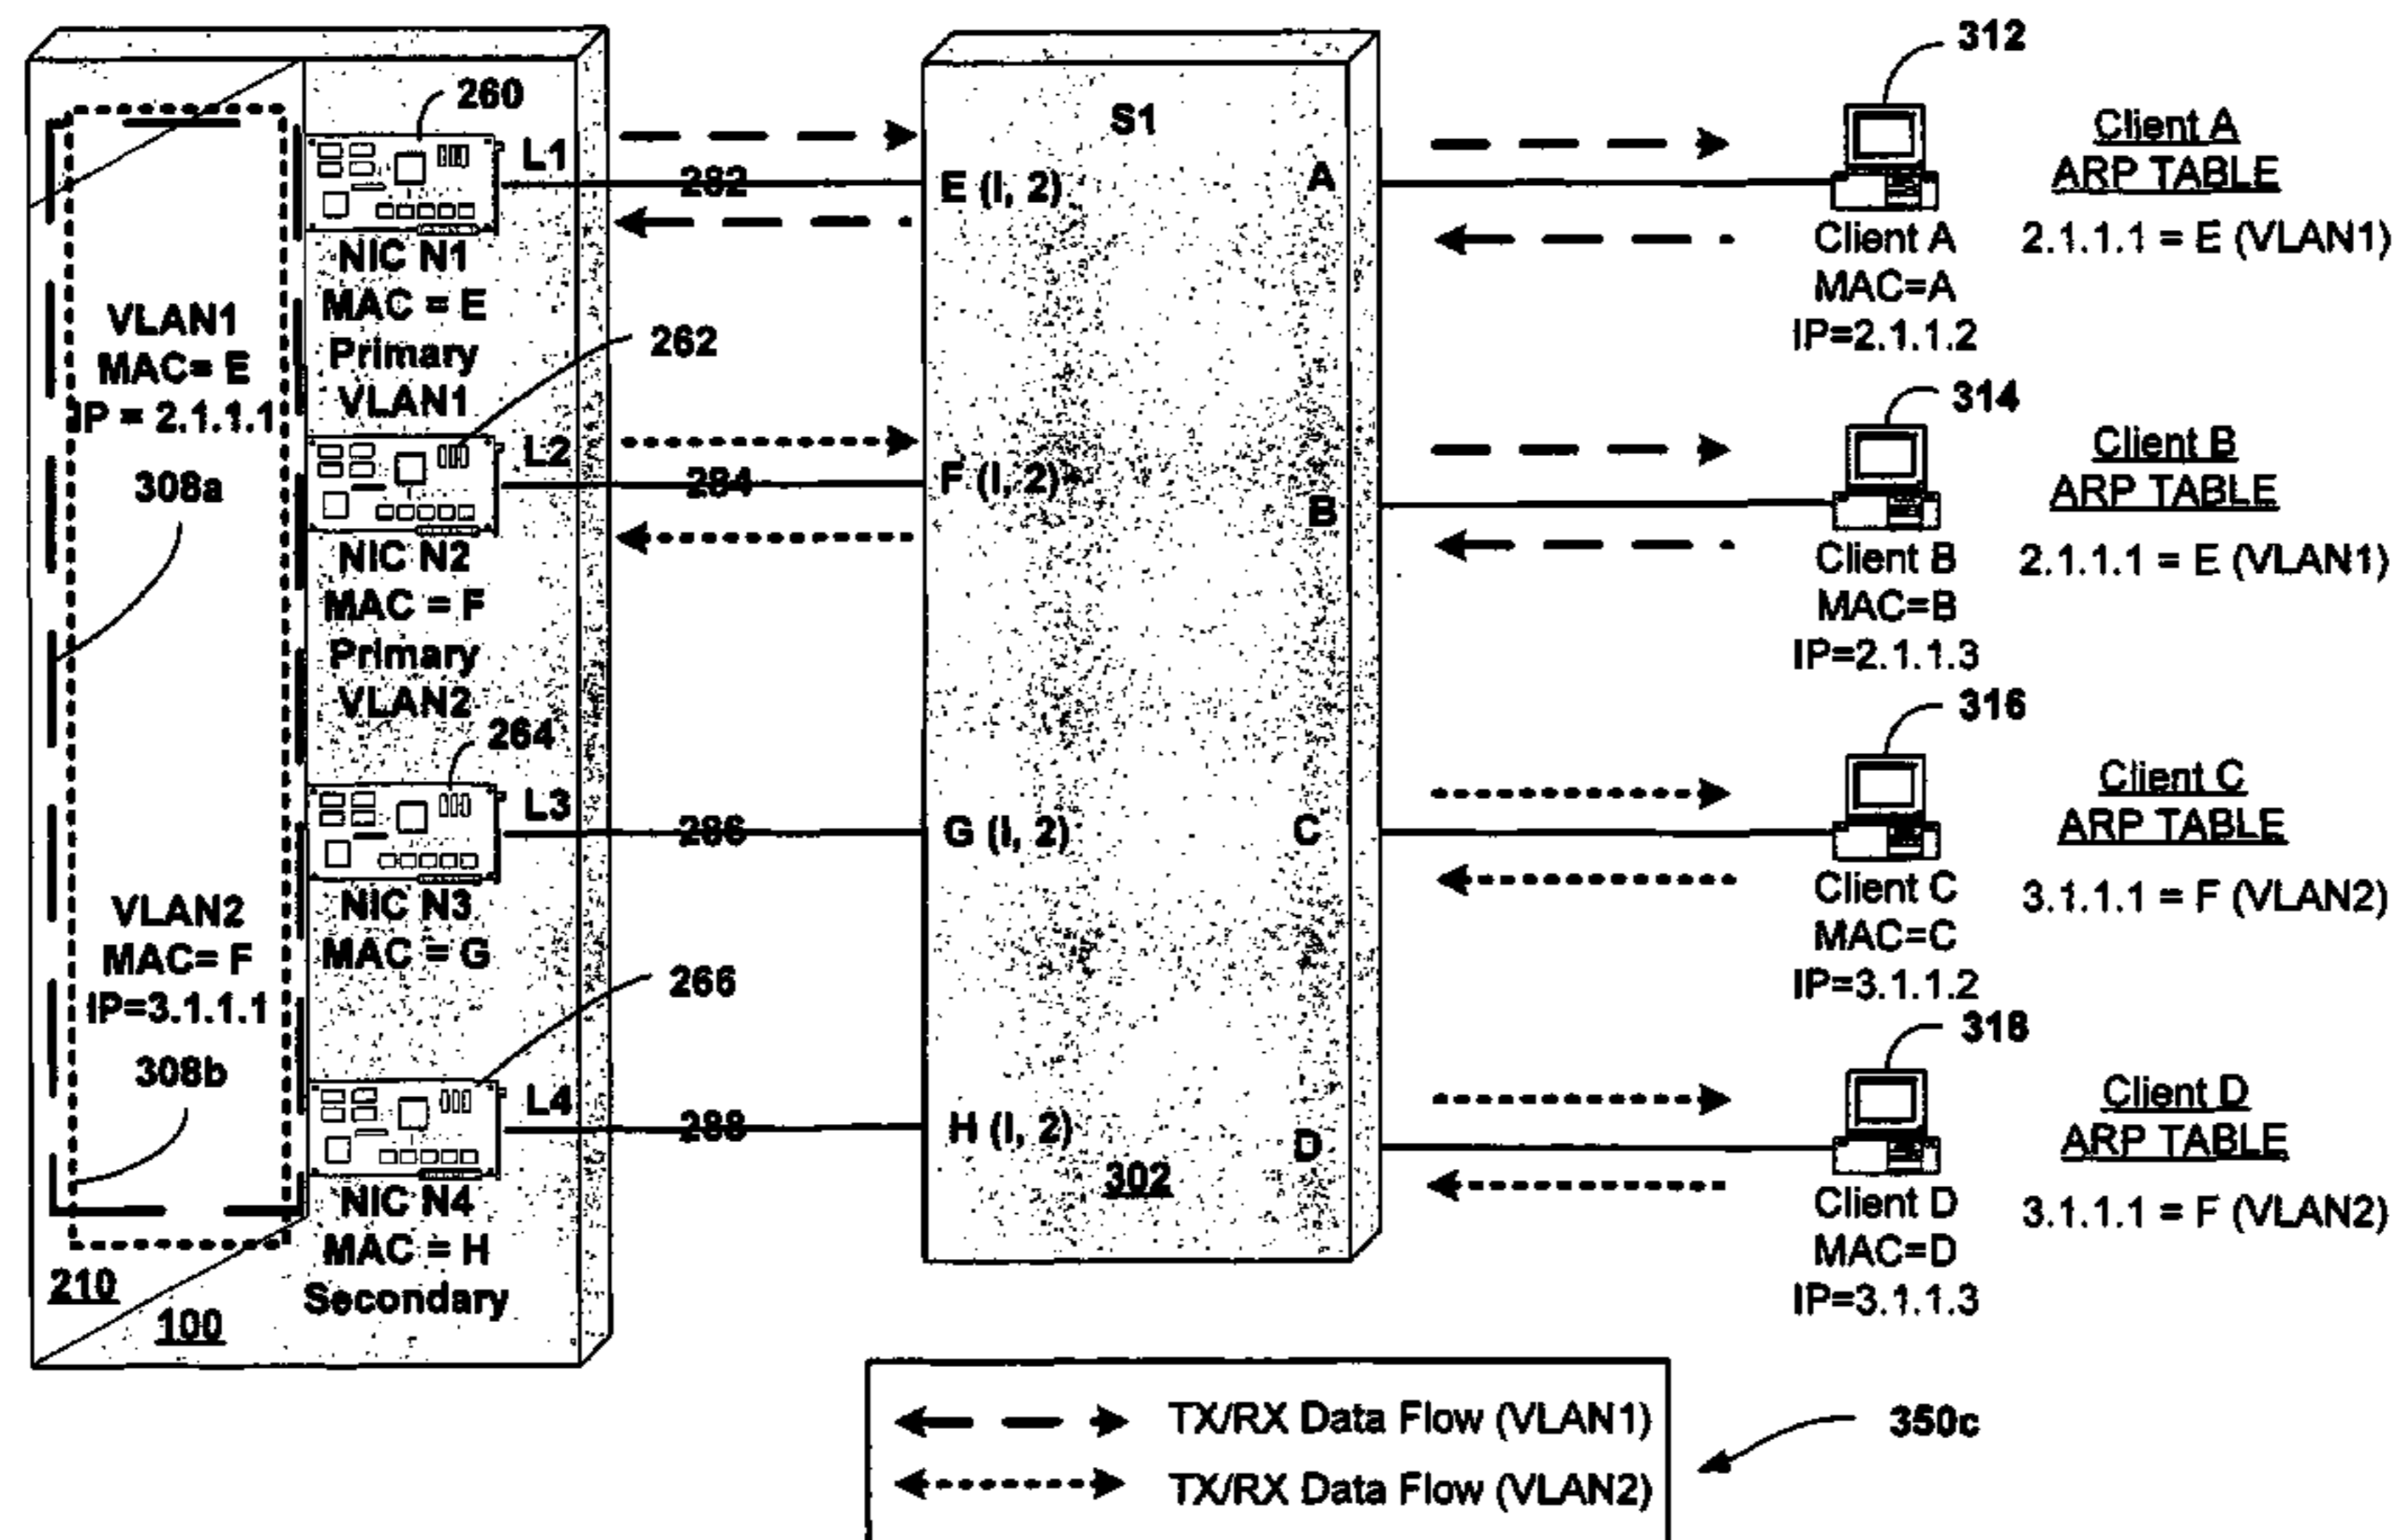 260
L1
282
NIC N1
MAC = E
Primary
VLAN1
262
L2
284
NIC N2
MAC = F
Primary
VLAN2
264
L3
286
NIC N3
MAC = G
266
L4
288
NIC N4
MAC = H
Secondary
VLAN1
MAC= E
IP = 2.1.1.1
308a
VLAN2
MAC= F
IP=3.1.1.1
308b
210
100
S1
E (I, 2)
F (I, 2)
G (I, 2)
H (I, 2)
A
B
C
D
302
312
Client A
MAC=A
IP=2.1.1.2
Client A
ARP TABLE
2.1.1.1 = E (VLAN1)
314
Client B
MAC=B
IP=2.1.1.3
Client B
ARP TABLE
2.1.1.1 = E (VLAN1)
316
Client C
MAC=C
IP=3.1.1.2
Client C
ARP TABLE
3.1.1.1 = F (VLAN2)
318
Client D
MAC=D
IP=3.1.1.3
Client D
ARP TABLE
3.1.1.1 = F (VLAN2)
TX/RX Data Flow (VLAN1)
TX/RX Data Flow (VLAN2)
350c